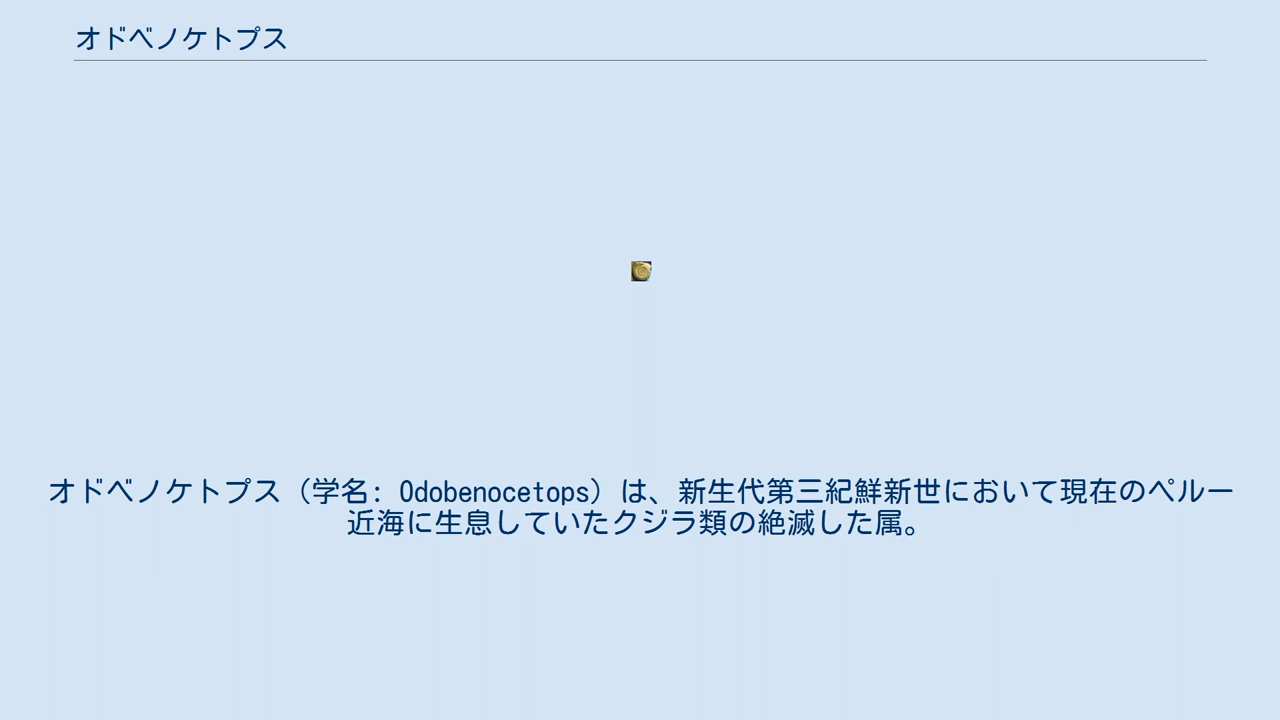 オドベノケトプス
オドベノケトプス（学名: Odobenocetops）は、新生代第三紀鮮新世において現在のペルー
近海に生息していたクジラ類の絶滅した属。